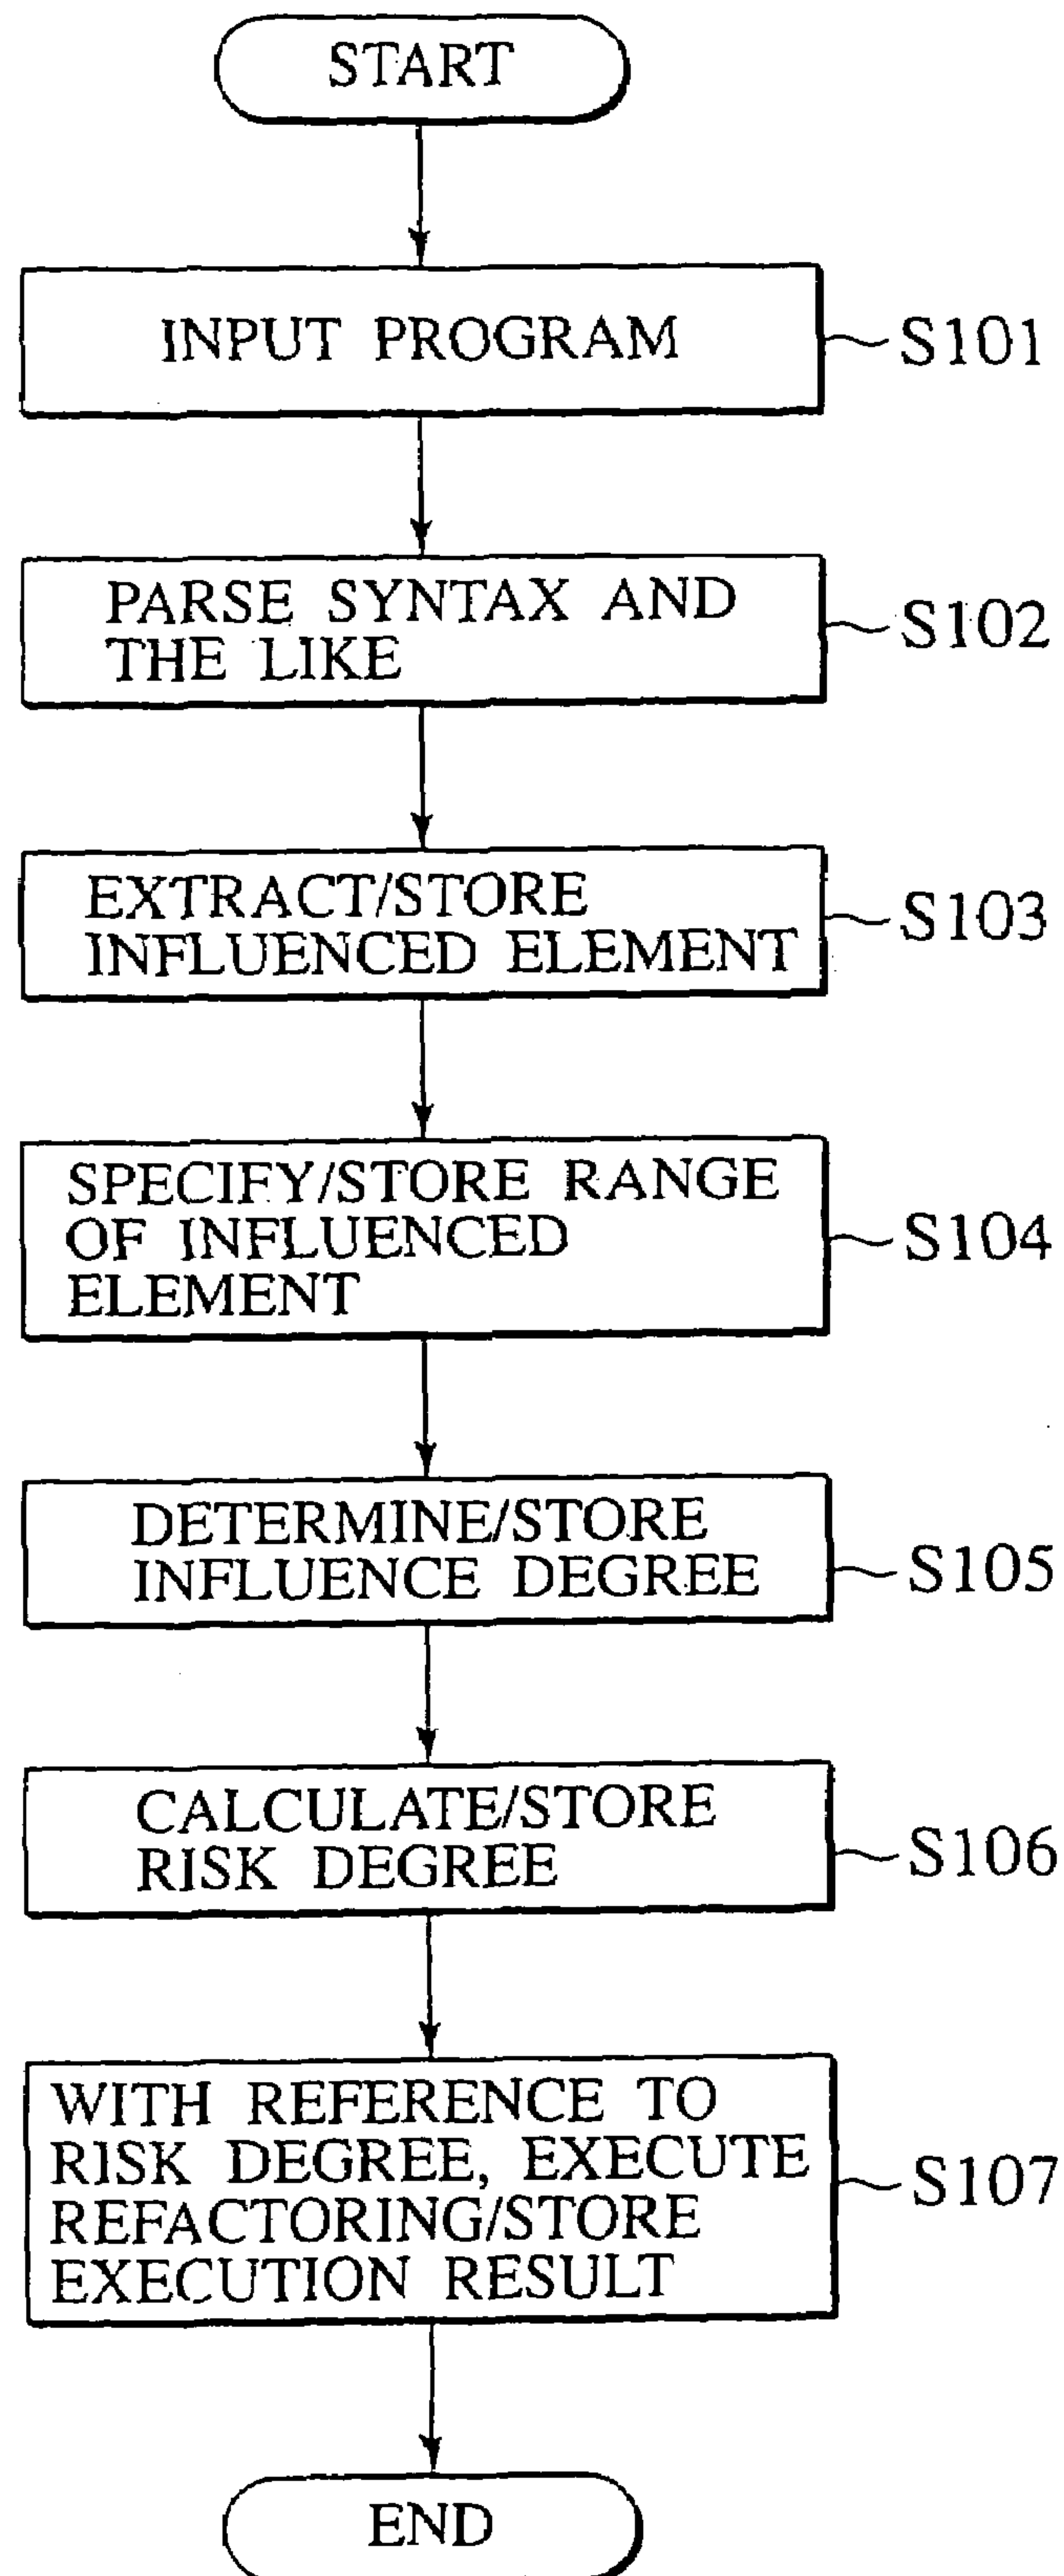 START
INPUT PROGRAM
S101
PARSE SYNTAX AND
THE LIKE
S102
EXTRACT/STORE
INFLUENCED ELEMENT
S103
SPECIFY/STORE RANGE
OF INFLUENCED
ELEMENT
S104
DETERMINE/STORE
INFLUENCE DEGREE
S105
CALCULATE/STORE
RISK DEGREE
S106
WITH REFERENCE TO
RISK DEGREE, EXECUTE
REFACTORING/STORE
EXECUTION RESULT
S107
END